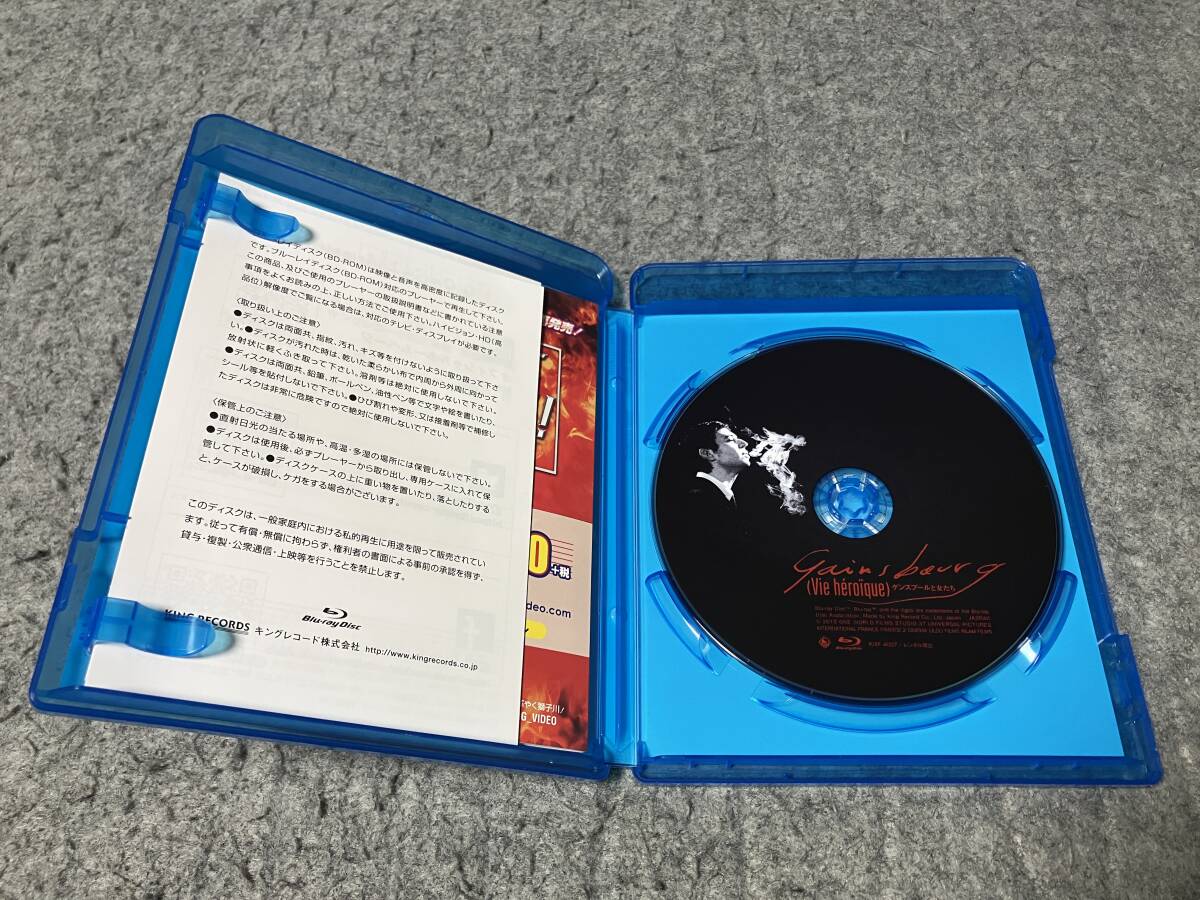 レイディスク(BD-ROM)は映像と音声を高密度に記録したディスク
です。ブルーレイディスク(BD-ROM)対応のプレーヤーで再生して下さい。
この商品、及びご使用のプレーヤーの取扱説明書などに書かれている注意
事項をよくお読みの上、正しい方法でご使用下さい。ハイビジョン・HD(高
品位)解像度でご覧になる場合は、対応のテレビ・ディスプレイが必要です。
〈取り扱い上のご注意〉
●ディスクは両面共、指紋、汚れ、キズ等を付けないように取り扱って下さ
い。●ディスクが汚れた時は、乾いた柔らかい布で内周から外周に向かって
放射状に軽くふき取って下さい。溶剤等は絶対に使用しないで下さい。
●ディスクは両面共、鉛筆、ボールペン、油性ペン等で文字や絵を書いたり、
シール等を貼付しないで下さい。●ひび割れや変形、又は接着剤等で補修し
たディスクは非常に危険ですので絶対に使用しないで下さい。
〈保管上のご注意〉
●直射日光の当たる場所や、高温・多湿の場所には保管しないで下さい。
●ディスクは使用後、必ずプレーヤーから取り出し、専用ケースに入れて保
管して下さい。●ディスクケースの上に重い物を置いたり、落としたりする
と、ケースが破損し、ケガをする場合がございます。
このディスクは、一般家庭内における私的再生に用途を限って販売されてい
ます。従って有償・無償に拘わらず、権利者の書面による事前の承認を得ず、
貸与・複製・公衆通信・上映等を行うことを禁止します。
Blu-ray Disc
KING RECORDS キングレコード株式会社 http://www.kingrecords.co.jp
発売!
+税
deo.com
やく獅子川!
G_VIDEO
gainsbourg
(Vie héroïque) ゲンスブールと女たち
Blu-ray Disc